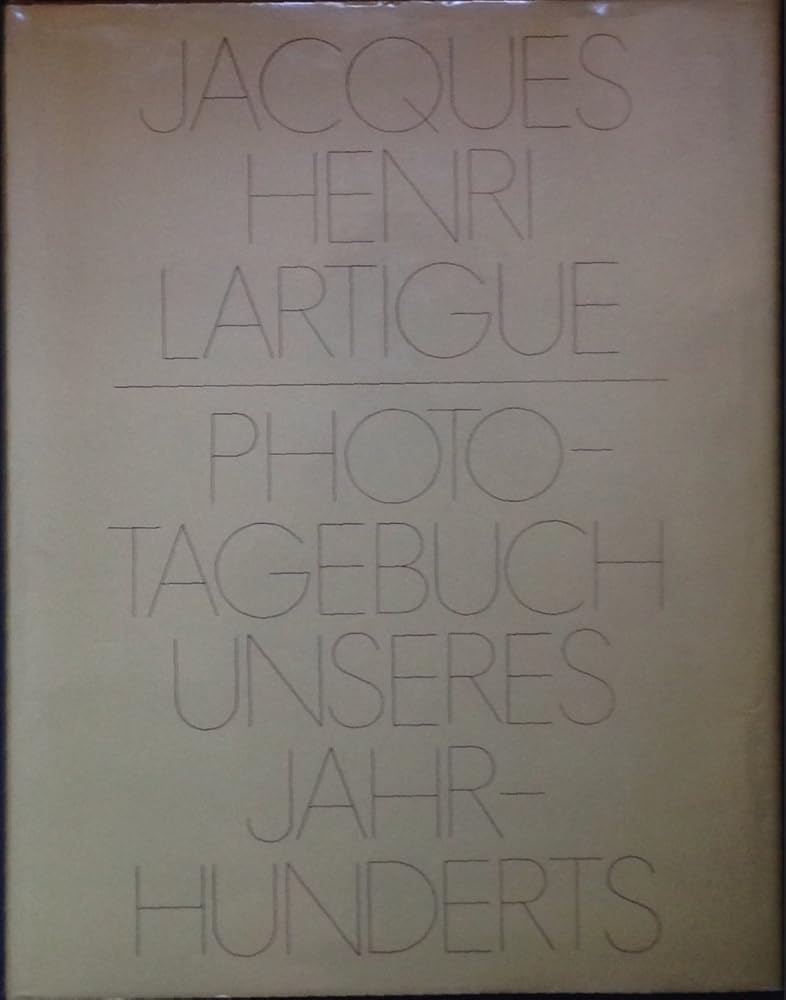 JACQUES
HENRI
LARTIGUE
PHOTO-
TAGEBUCH
UNSERES
JAHR-
HUNDERTS